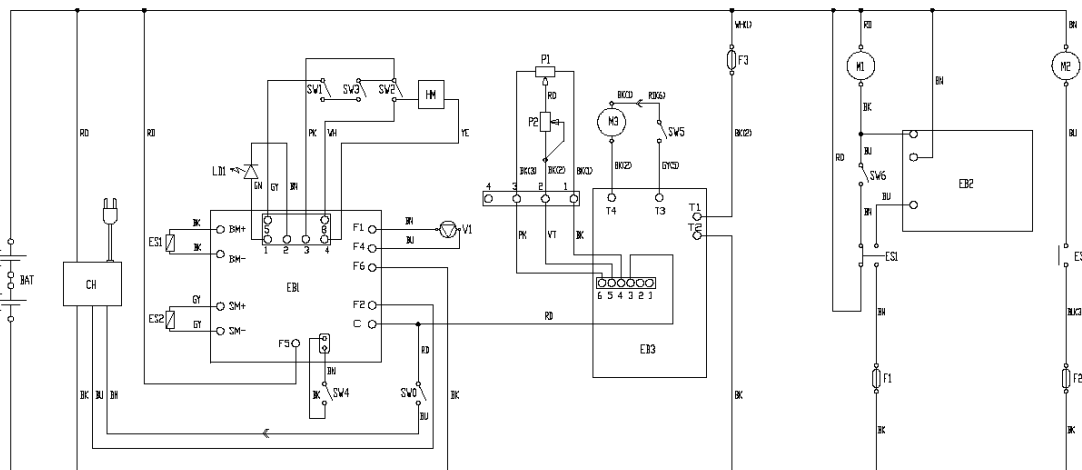 WHK(1)
RD
BN
P1
F3
M1
M2
SW1
SW3
SW2
HM
RD
BK(1)
RD(6)
BN
BK
P2
M3
RD
RD
PK
WH
YE
SW5
BK(2)
BU
BU
RD
LD1
GN
GY
BN
BK(3)
BK(2)
BK(1)
BK(2)
GY(5)
SW6
EB2
4
3
2
1
BU
T4
T3
T1
T2
BN
BK
BM+
5
8
F1
BN
V1
ES1
1
2
3
4
F4
BU
PK
VT
BK
BK
BM-
F6
ES1
ES
BAT
CH
EB1
6
5
4
3
2
1
GY
SM+
F2
ES2
C
RD
BN
GY
SM-
F5
RD
EB3
BN
F1
F2
BK
BU
BN
BK
SW4
SW0
BK
BK
BU
BK
BK